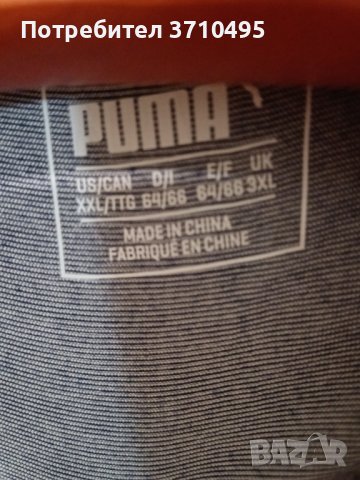 Потребител 3710495
PUMA
US/CAN D/I E/F UK
XXL/TTG 64/66 64/66 3XL
MADE IN CHINA
FABRIQUÉ EN CHINE
BAZAR